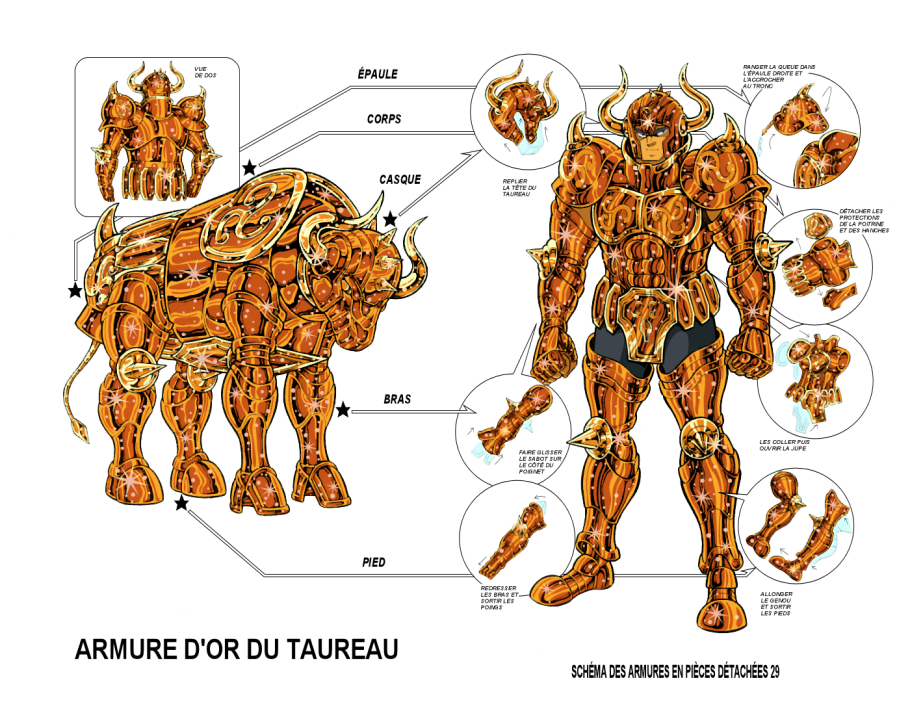 VUE
DE DOS
ÉPAULE
CORPS
CASQUE
REPLIER
LA TÊTE DU
TAUREAU
RANGER LA QUEUE DANS
L'ÉPAULE DROITE ET
L'ACCROCHER
AU TRONC
DÉTACHER LES
PROTECTIONS
DE LA POITRINE
ET DES HANCHES
LES COLLER PUIS
OUVRIR LA JUPE
BRAS
FAIRE GLISSER
LE SABOT SUR
LE CÔTÉ DU
POIGNET
PIED
REDRESSER
LES BRAS ET
SORTIR LES
POINGS
ALLONGER
LE GENOU
ET SORTIR
LES PIEDS
ARMURE D'OR DU TAUREAU
SCHÉMA DES ARMURES EN PIÈCES DÉTACHÉES 29